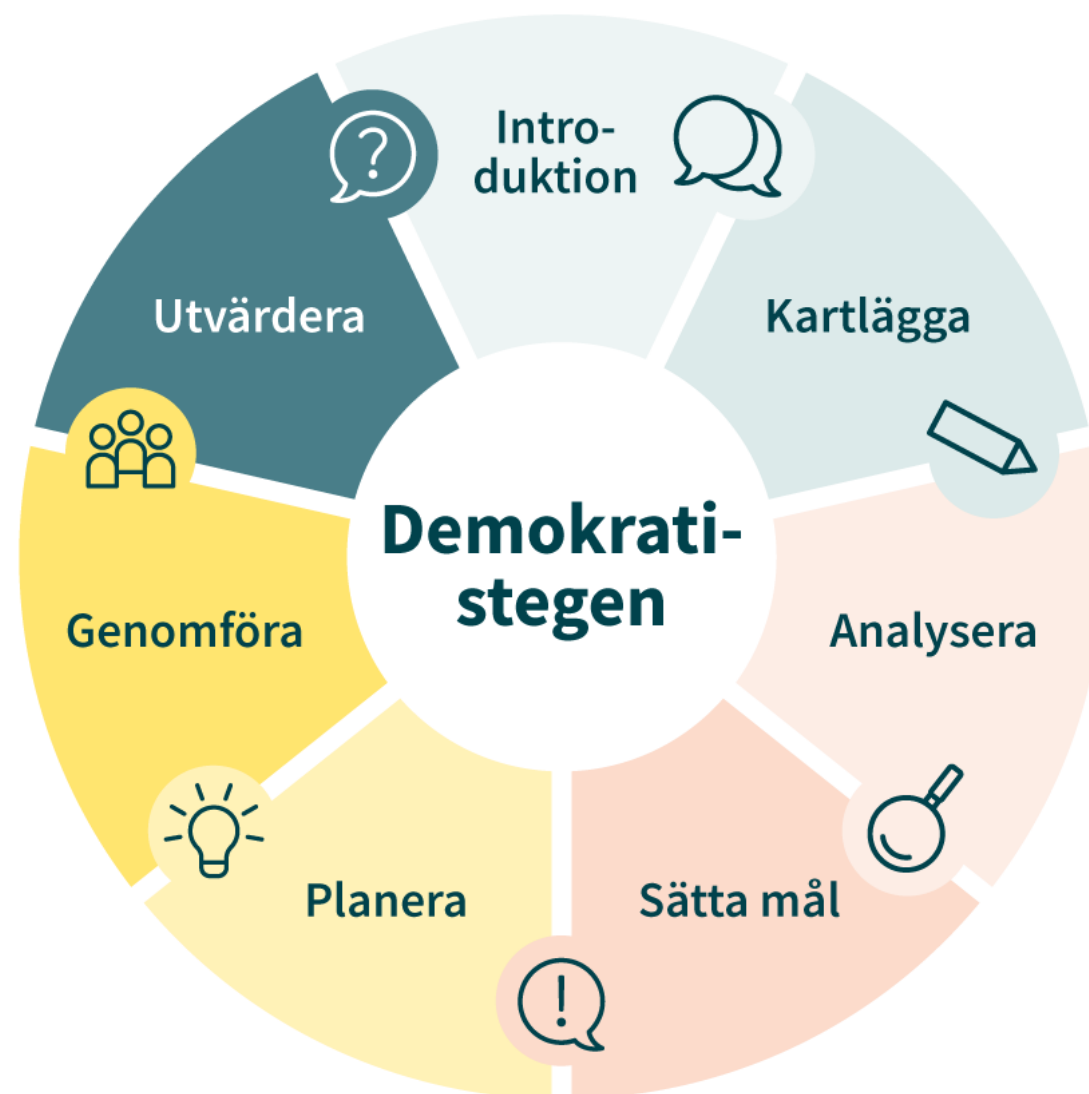 Intro-
duktion
Kartlägga
Analysera
Sätta mål
Planera
Genomföra
Utvärdera
Demokrati-
stegen
?
!